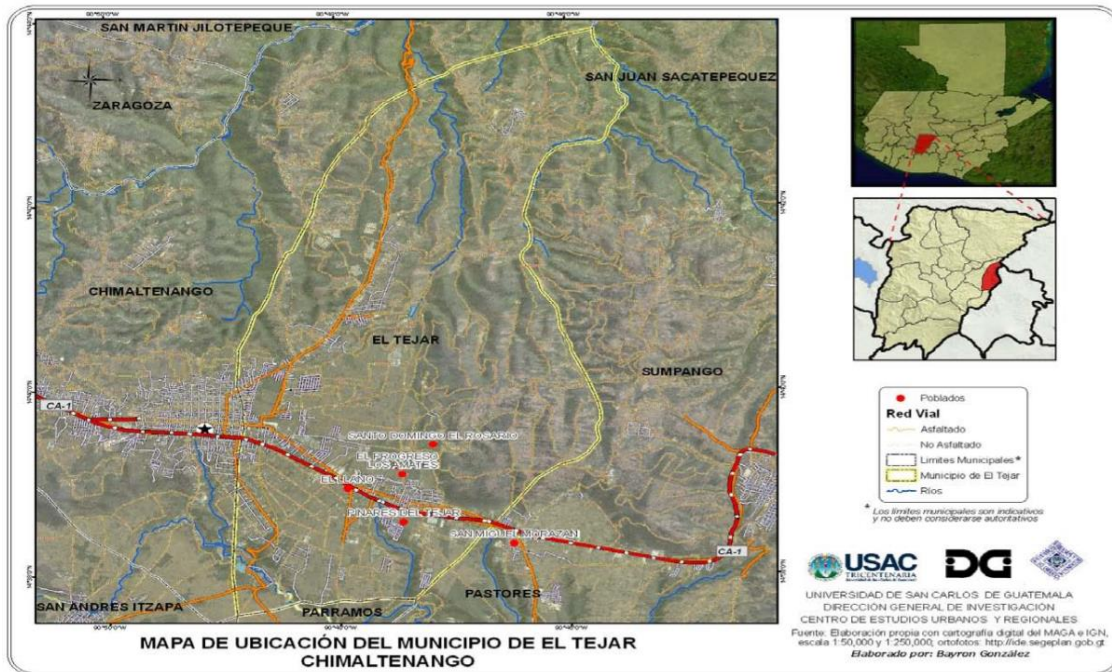 SAN MARTIN JILOTEPEQUE
SAN JUAN SACATEPEQUEZ
ZARAGOZA
CHIMALTENANGO
EL TEJAR
SUMPANGO
CA-1
SANTO DOMINGO EL ROSARIO
EL PROGRESO
LOS AMATES
EL LLANO
PINARES DEL TEJAR
SAN MIGUEL MORAZAN
CA-1
SAN ANDRES ITZAPA
PARRAMOS
PASTORES
MAPA DE UBICACIÓN DEL MUNICIPIO DE EL TEJAR
CHIMALTENANGO
Poblados
Red Vial
Asfaltado
No Asfaltado
Limites Municipales*
Municipio de El Tejar
Ríos
* Los límites municipales son indicativos
y no deben considerarse autoritativos
USAC
TRICENTENARIA
DG
UNIVERSIDAD DE SAN CARLOS DE GUATEMALA
DIRECCIÓN GENERAL DE INVESTIGACIÓN
CENTRO DE ESTUDIOS URBANOS Y REGIONALES
Fuente: Elaboración propia con cartografía digital del MAGA e IGN,
escala 1:50,000 y 1:250,000, ortofotos: http://ide.segeplan.gob.gt
Elaborado por: Bayron González